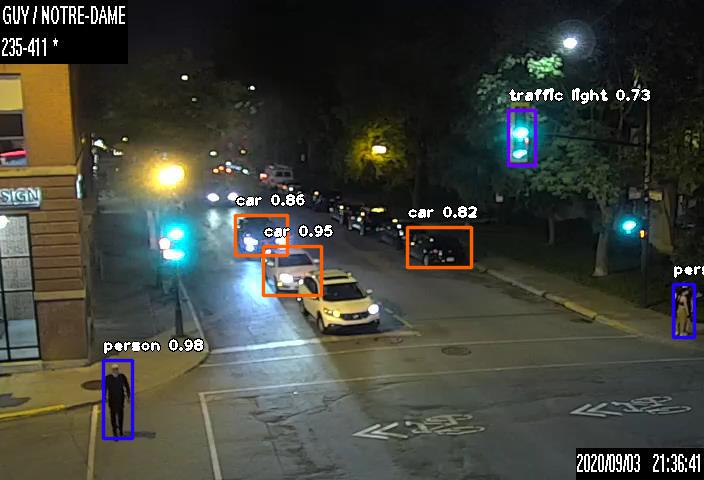 GUY / NOTRE-DAME
235-411 *
traffic light 0.73
SIGN
car 0.86
car 0.82
car 0.95
pers
person 0.98
2020/09/03 21:36:41